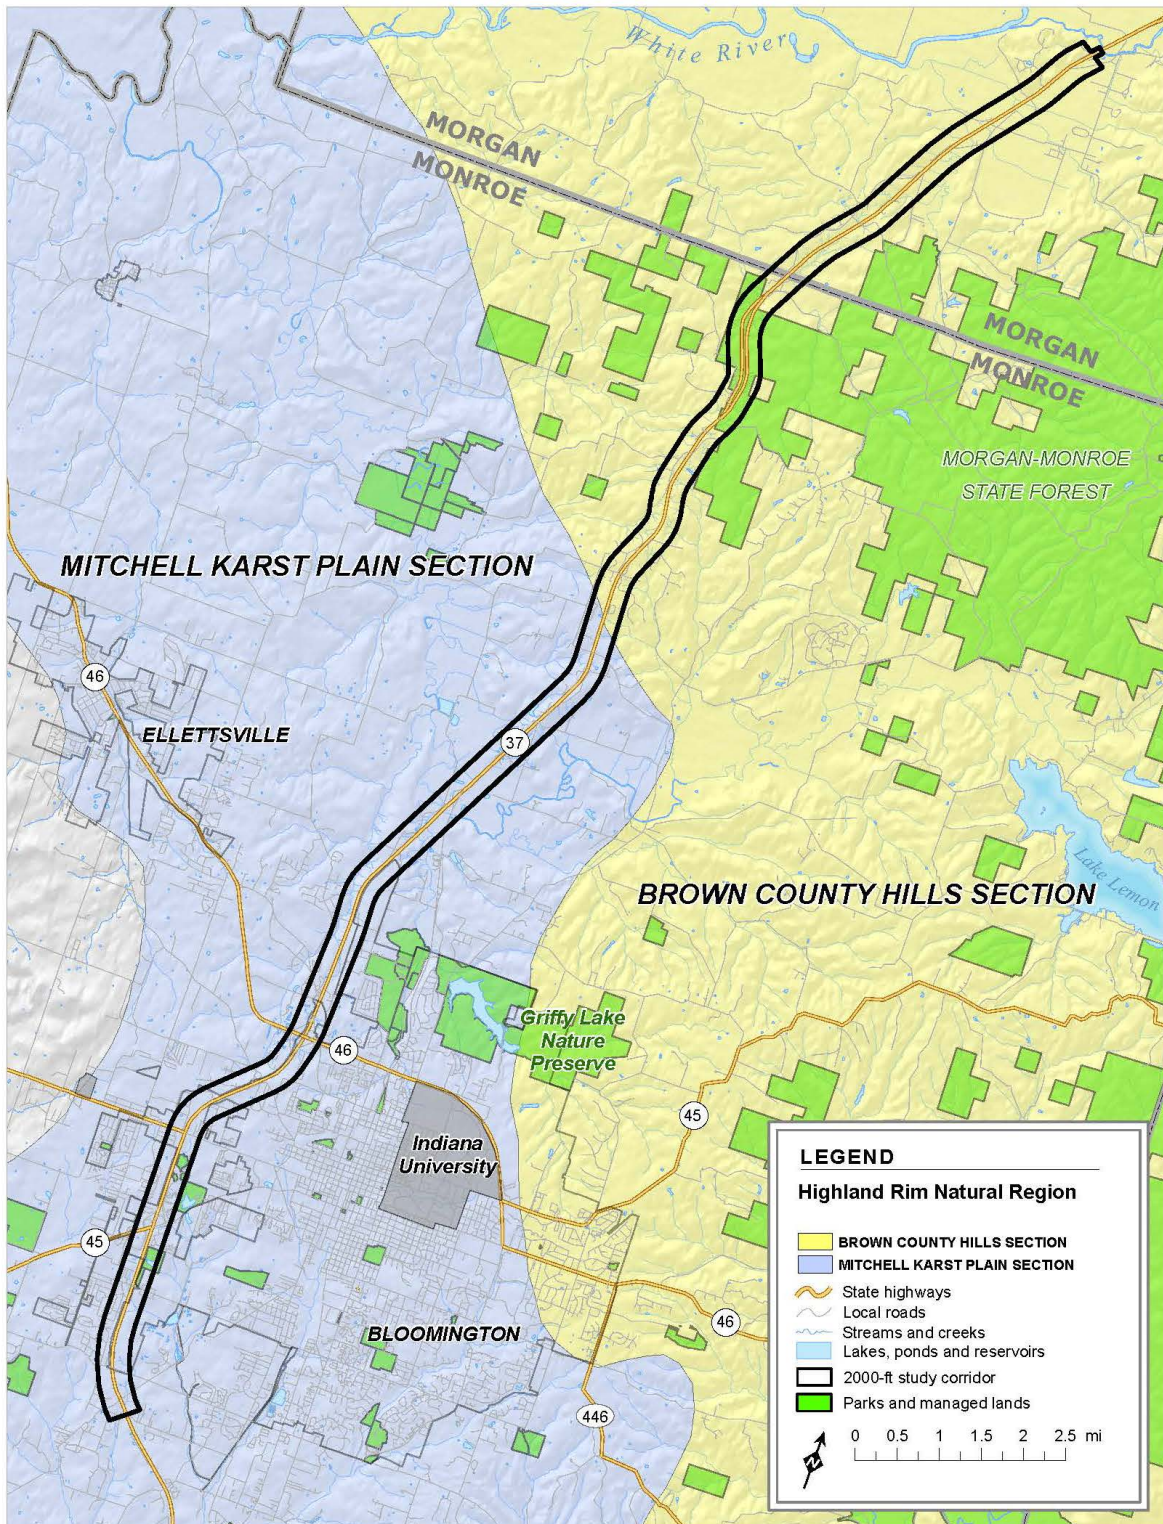 White River
MORGAN
MONROE
MORGAN
MONROE
MORGAN-MONROE
STATE FOREST
MITCHELL KARST PLAIN SECTION
46
ELLETTSVILLE
37
Lake Lemon
BROWN COUNTY HILLS SECTION
Griffy Lake
Nature
Preserve
46
45
Indiana
University
45
46
BLOOMINGTON
446
LEGEND
Highland Rim Natural Region
BROWN COUNTY HILLS SECTION
MITCHELL KARST PLAIN SECTION
State highways
Local roads
Streams and creeks
Lakes, ponds and reservoirs
2000-ft study corridor
Parks and managed lands
N
0 0.5 1 1.5 2 2.5 mi